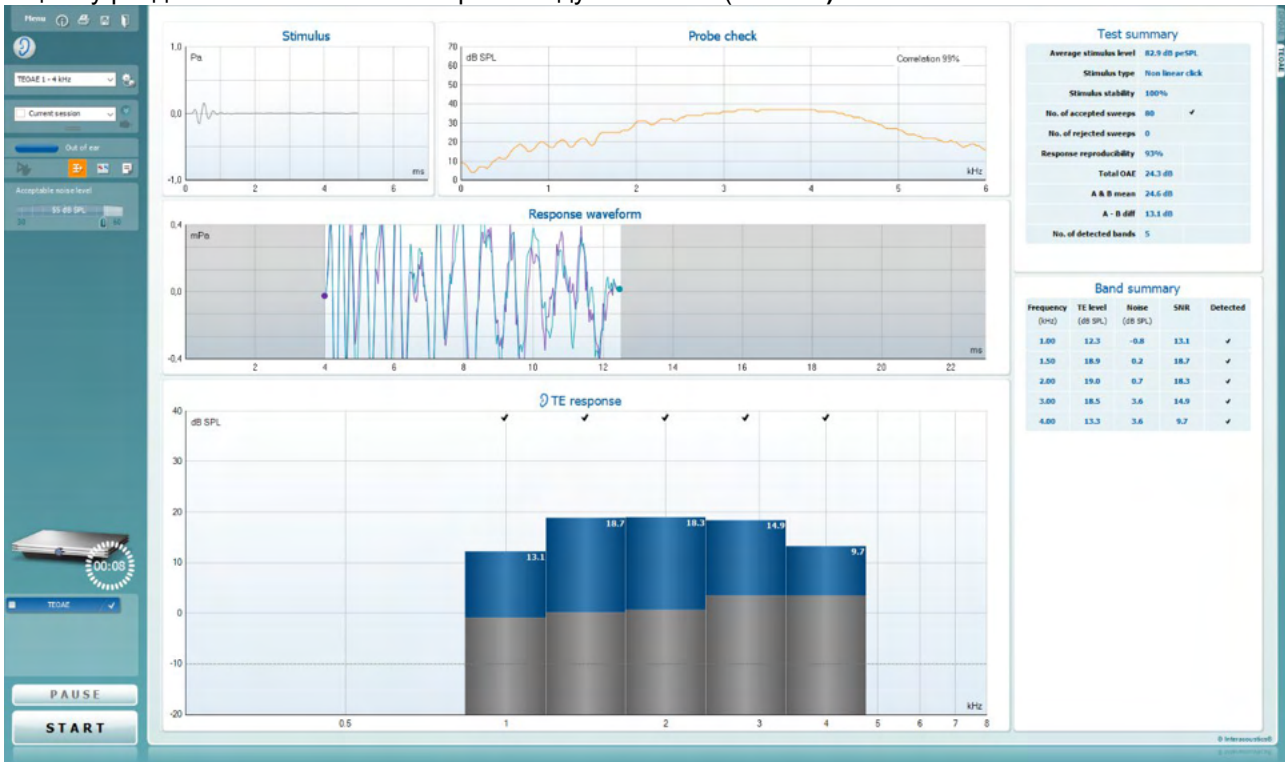 Menu
TEOAE 1 - 4 kHz
Current session
Out of ear
Acceptable noise level
55 dB SPL
30 60
00:08
TEOAE
PAUSE
START
Stimulus
1.0
Pa
0.0
-1.0
ms
0 2 4 6
Probe check
70
dB SPL
Correlation 99%
60
50
40
30
20
10
0
kHz
0 1 2 3 4 5 6
Response waveform
0,4
mPa
0,0
-0,4
ms
2 4 6 8 10 12 14 16 18 20 22
TE response
40
dB SPL
30
20
10
0
-10
-20
13.1 18.7 18.3 14.9 9.7
kHz
0.5 1 2 3 4 5 6 7 8
Test summary
Average stimulus level 82.9 dB peSPL
Stimulus type Non linear click
Stimulus stability 100%
No. of accepted sweeps 80 ✔
No. of rejected sweeps 0
Response reproducibility 93%
Total OAE 24.3 dB
A & B mean 24.6 dB
A - B diff 13.1 dB
No. of detected bands 5
Band summary
Frequency TE level Noise SNR Detected
(kHz) (dB SPL) (dB SPL)
1.00 12.3 -0.8 13.1 ✔
1.50 18.9 0.2 18.7 ✔
2.00 19.0 0.7 18.3 ✔
3.00 18.5 3.6 14.9 ✔
4.00 13.3 3.6 9.7 ✔
TEOAE
© Interacoustics®